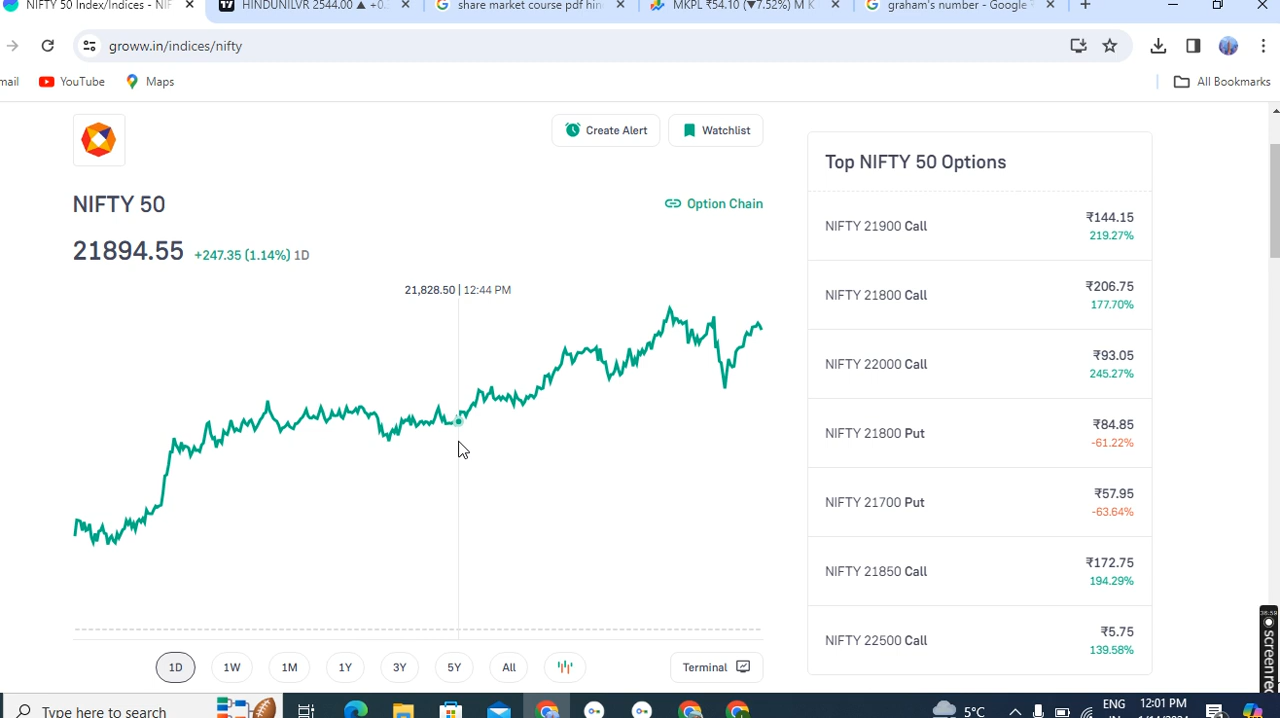 NIFTY 50 Index/Indices - NIF
HINDUNILVR 2544.00 ▲ +0.
share market course pdf hin
MKPL ₹54.10 (▼7.52%) M K
graham's number - Google
groww.in/indices/nifty
mail
YouTube
Maps
All Bookmarks
Create Alert
Watchlist
NIFTY 50
Option Chain
21894.55 +247.35 (1.14%) 1D
21,828.50 | 12:44 PM
1D 1W 1M 1Y 3Y 5Y All
Terminal
Top NIFTY 50 Options
NIFTY 21900 Call ₹144.15
219.27%
NIFTY 21800 Call ₹206.75
177.70%
NIFTY 22000 Call ₹93.05
245.27%
NIFTY 21800 Put ₹84.85
-61.22%
NIFTY 21700 Put ₹57.95
-63.64%
NIFTY 21850 Call ₹172.75
194.29%
NIFTY 22500 Call ₹5.75
139.58%
screen rec
Type here to search
5°C
ENG
12:01 PM